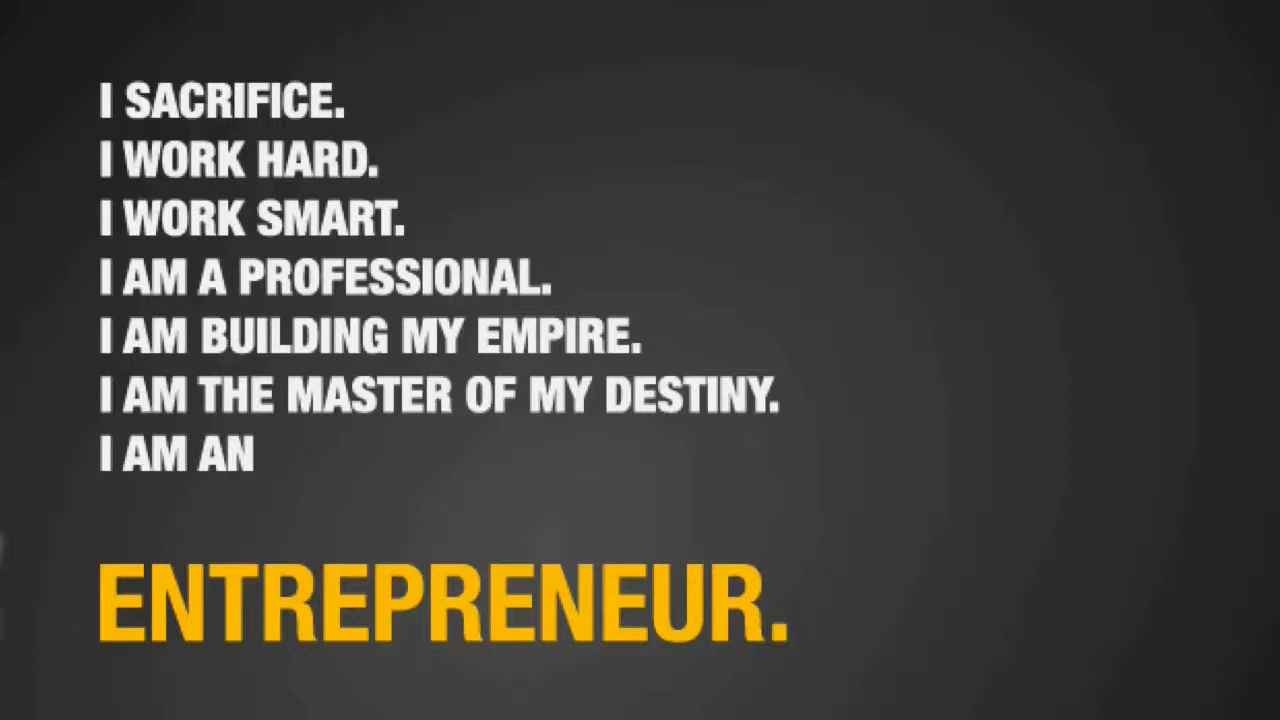 I SACRIFICE.
I WORK HARD.
I WORK SMART.
I AM A PROFESSIONAL.
I AM BUILDING MY EMPIRE.
I AM THE MASTER OF MY DESTINY.
I AM AN
ENTREPRENEUR.